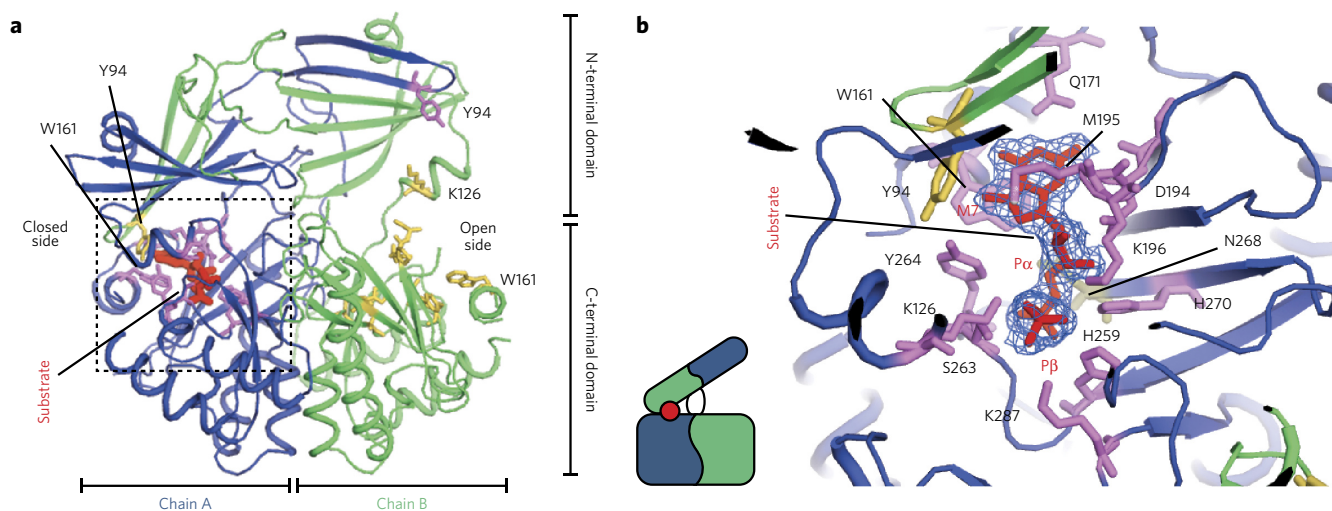 a
Y94
W161
Closed
side
Substrate
Y94
K126
Open
side
W161
N-terminal domain
C-terminal domain
Chain A
Chain B
b
Q171
W161
M195
Y94
M7
D194
Substrate
K196
N268
Pα
Y264
K126
H270
S263
H259
Pβ
K287